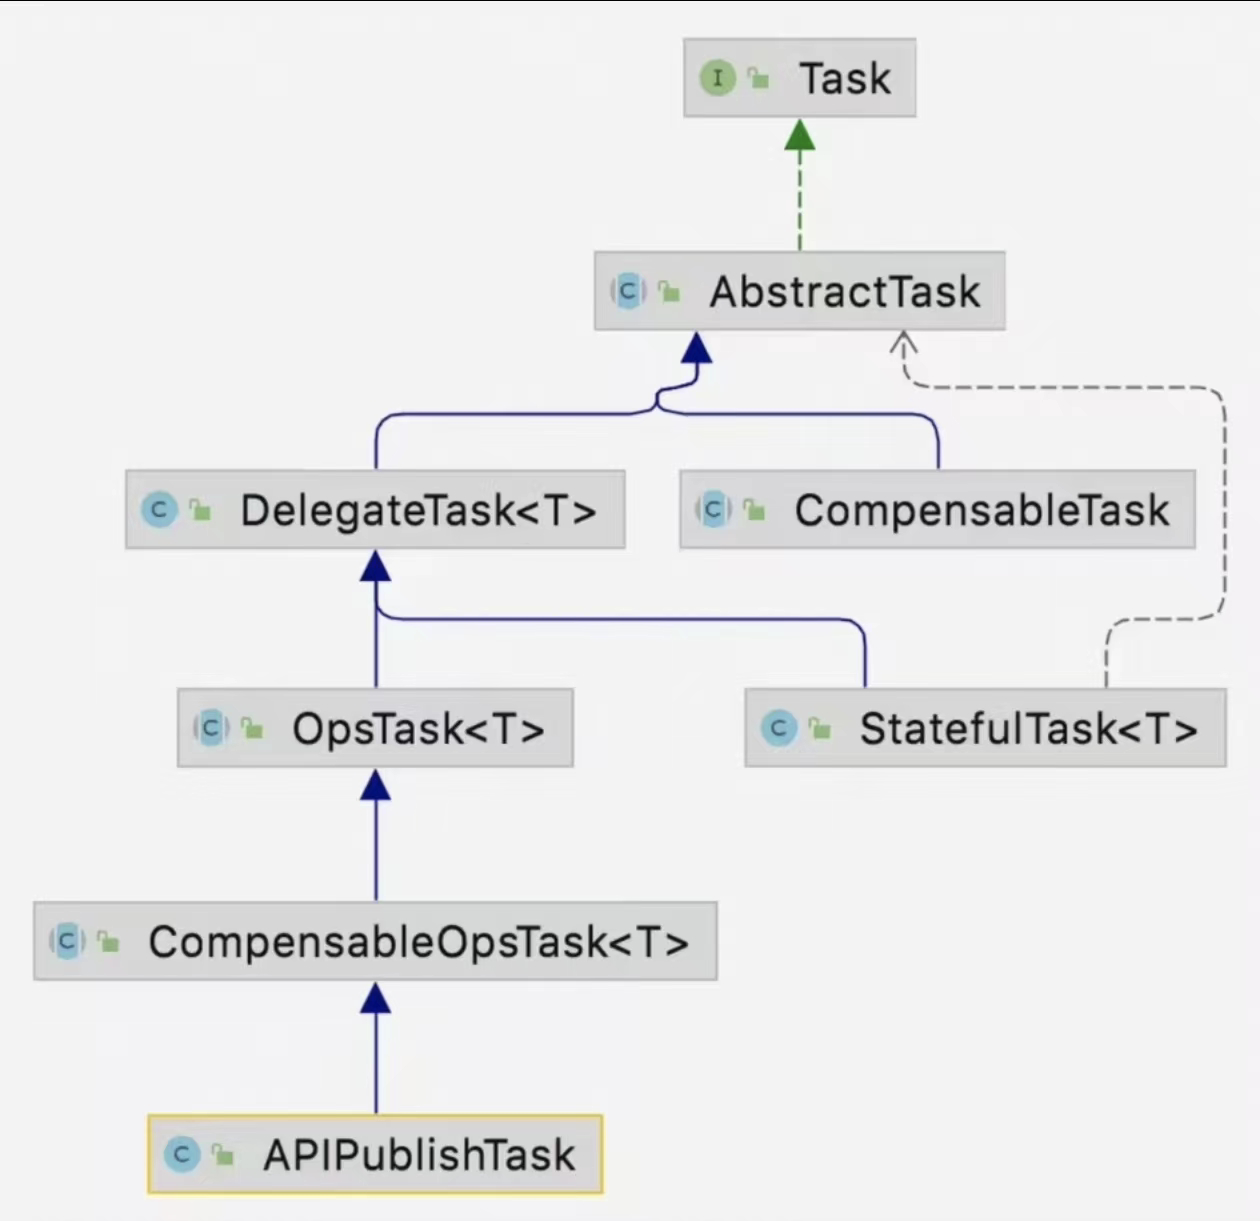 I Task
C AbstractTask
C DelegateTask<T>
C CompensableTask
C OpsTask<T>
C StatefulTask<T>
C CompensableOpsTask<T>
C APIPublishTask